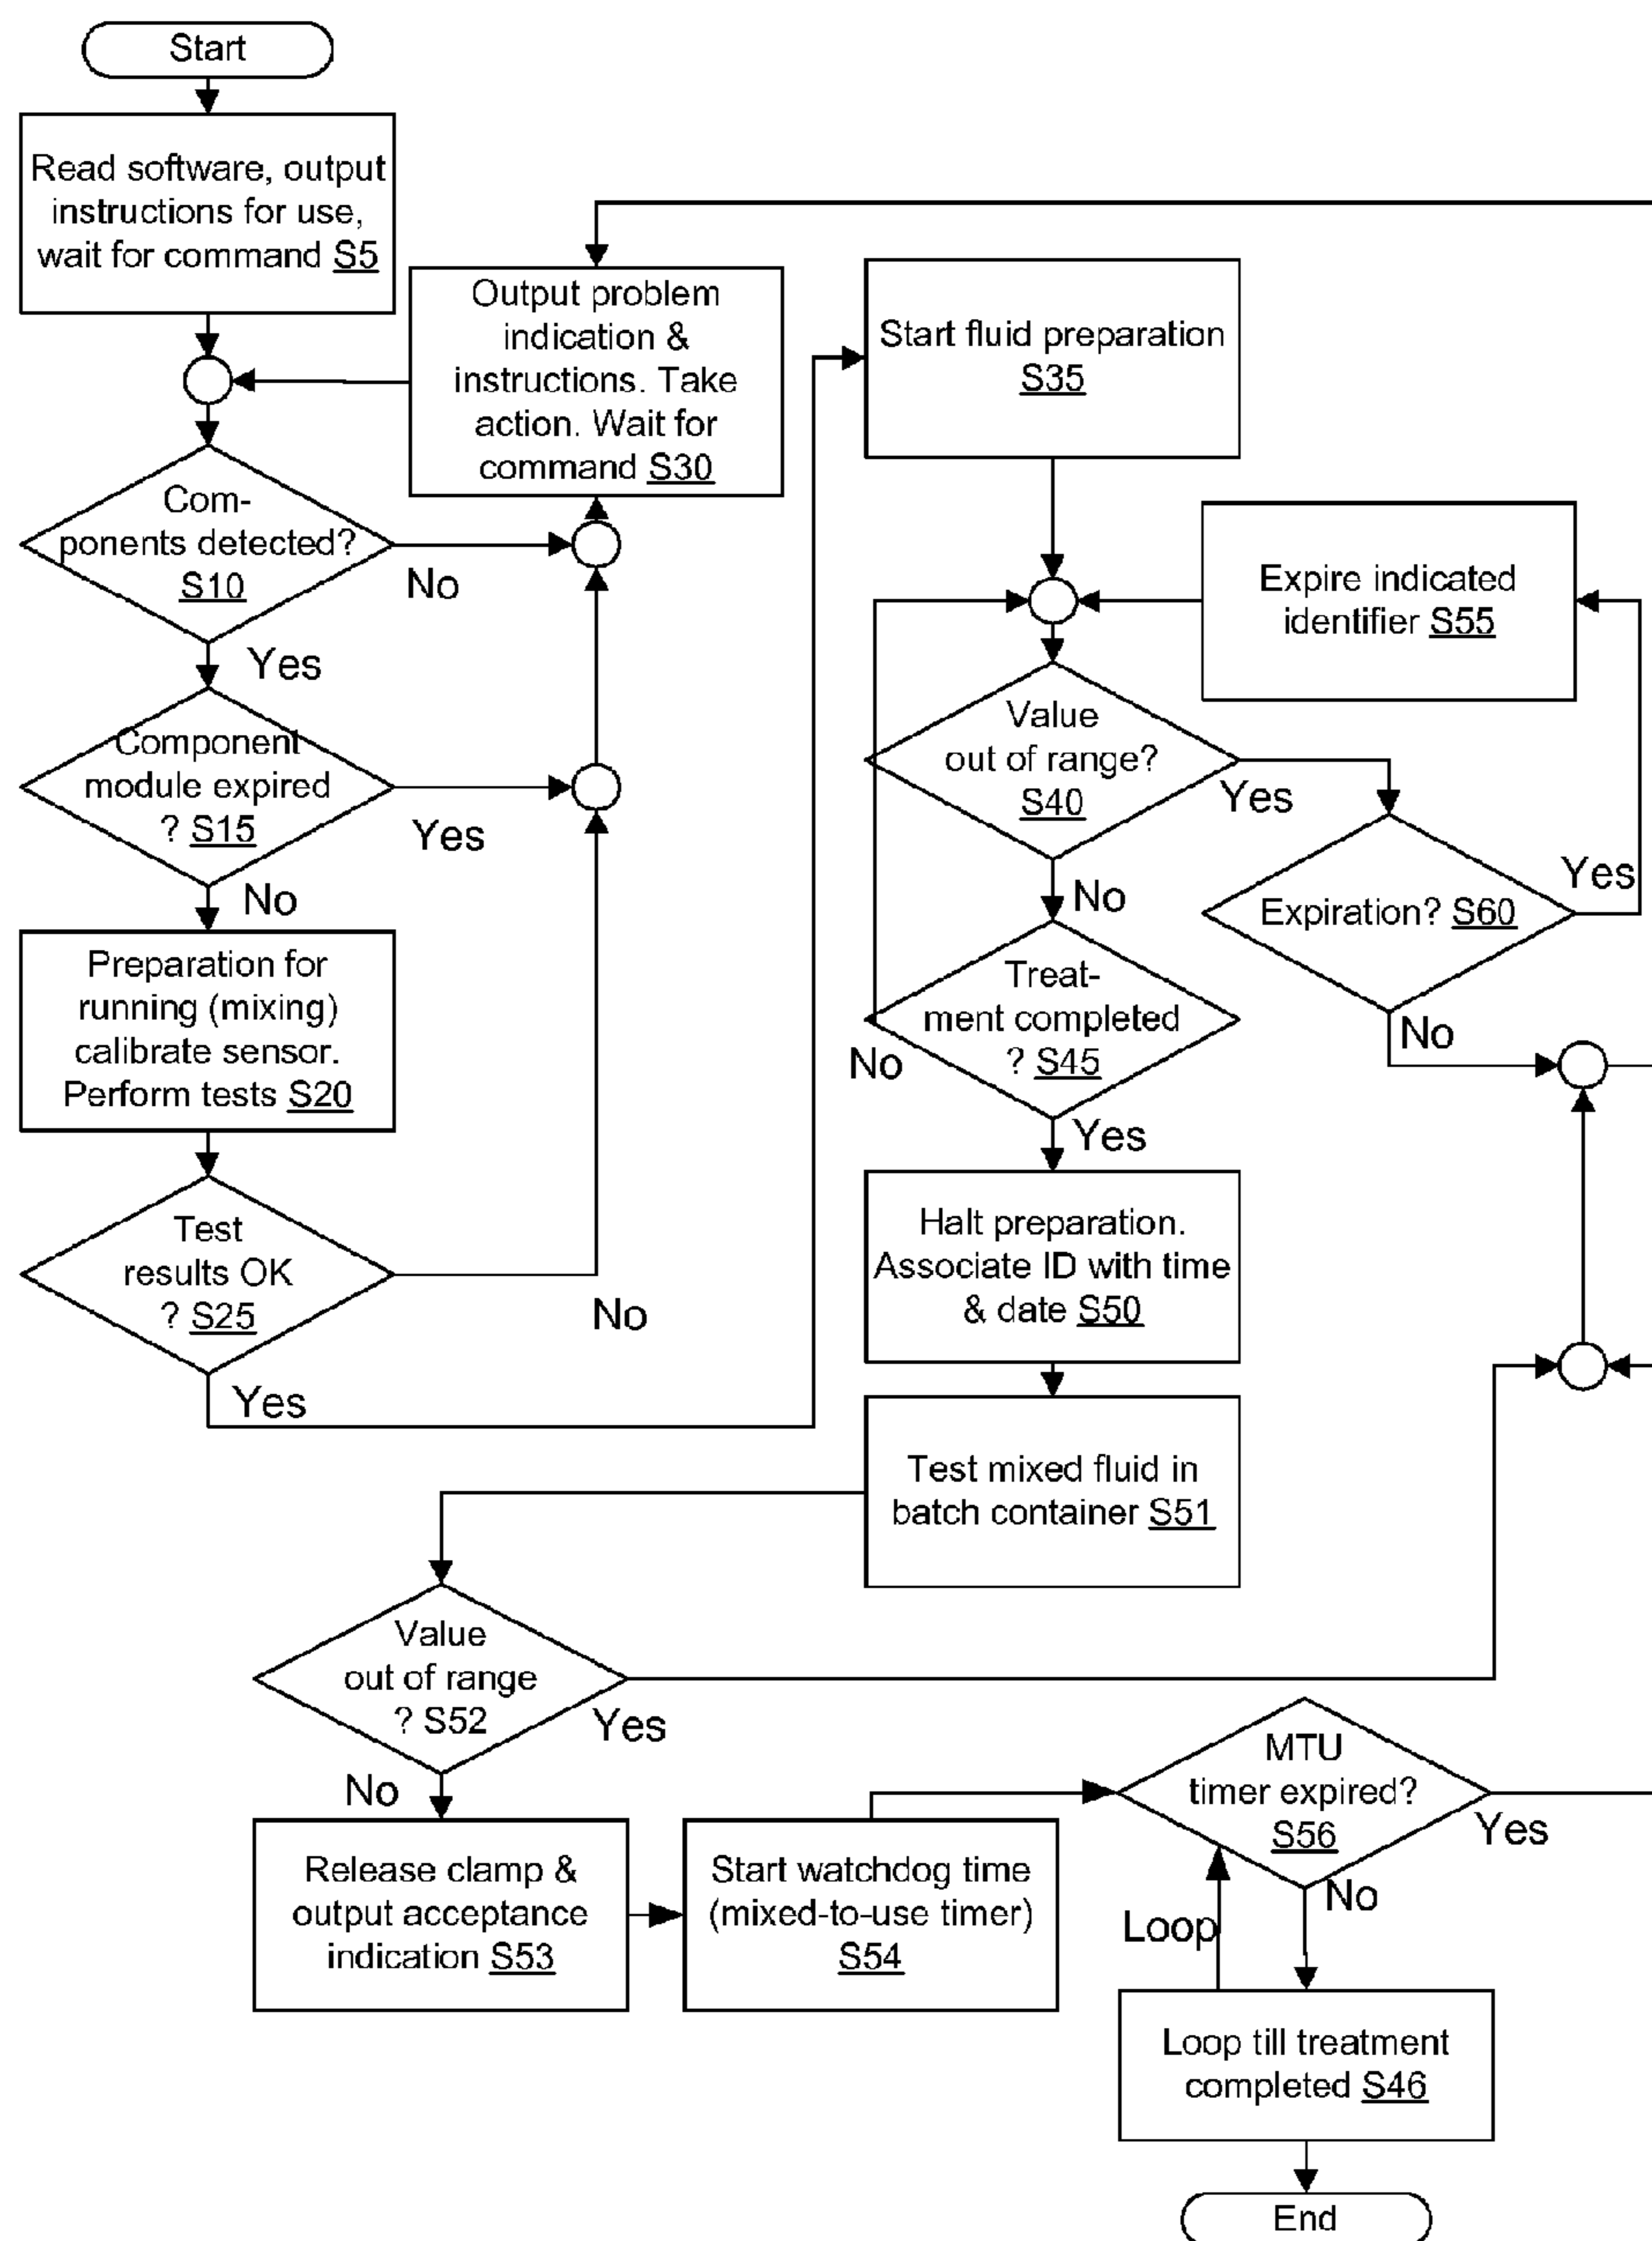 Start
Read software, output
instructions for use,
wait for command S5
Output problem
indication &
instructions. Take
action. Wait for
command S30
Com-
ponents detected?
S10
No
Yes
Component
module expired
? S15
Yes
No
Preparation for
running (mixing)
calibrate sensor.
Perform tests S20
Test
results OK
? S25
No
Yes
Start fluid preparation
S35
Expire indicated
identifier S55
Value
out of range?
S40
Yes
No
Expiration? S60
Yes
No
Treat-
ment completed
? S45
No
Yes
Halt preparation.
Associate ID with time
& date S50
Test mixed fluid in
batch container S51
Value
out of range
? S52
Yes
No
Release clamp &
output acceptance
indication S53
Start watchdog time
(mixed-to-use timer)
S54
MTU
timer expired?
S56
Yes
No
Loop
Loop till treatment
completed S46
End